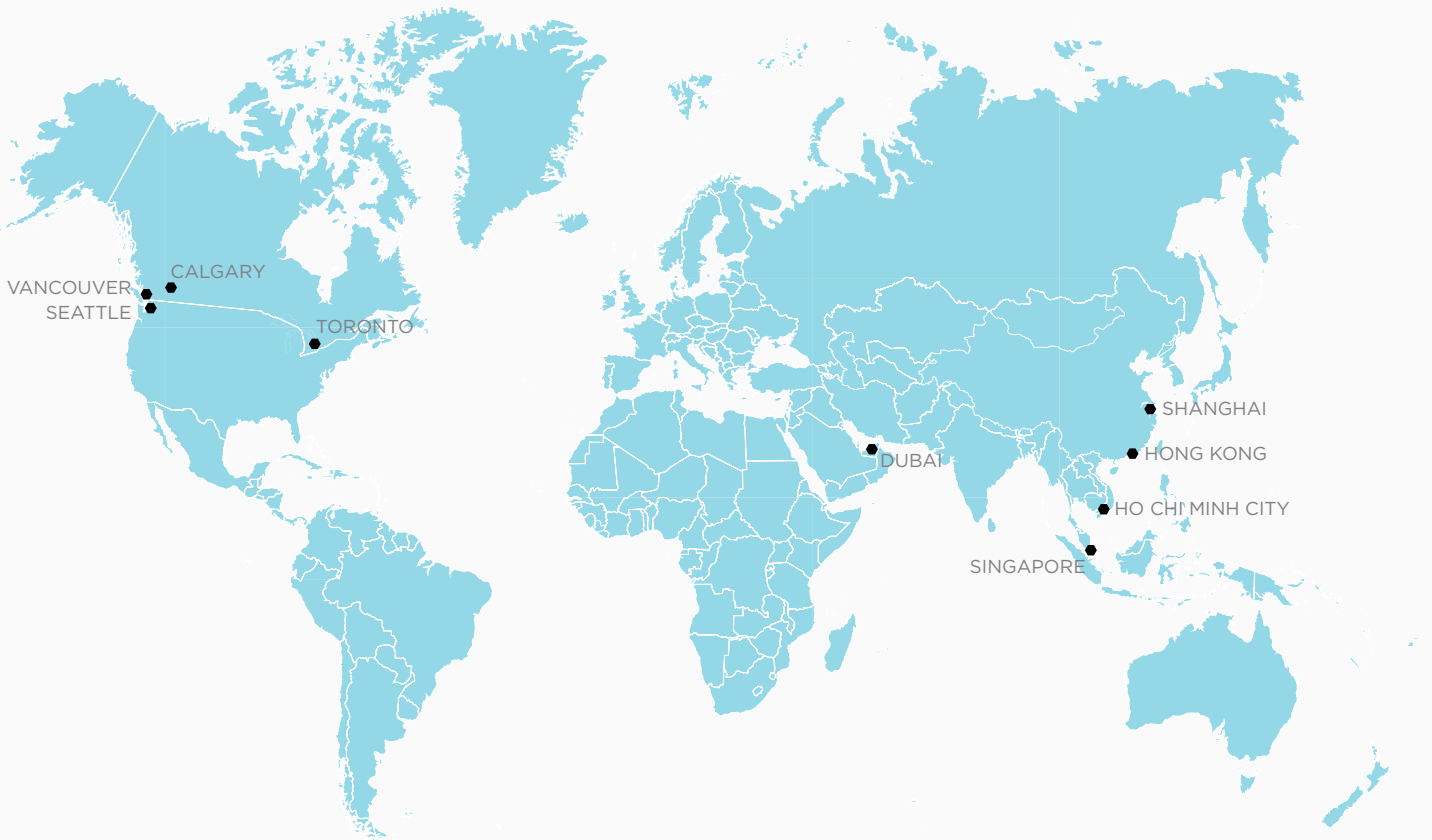 CALGARY
VANCOUVER
SEATTLE
TORONTO
SHANGHAI
HONG KONG
DUBAI
HO CHI MINH CITY
SINGAPORE